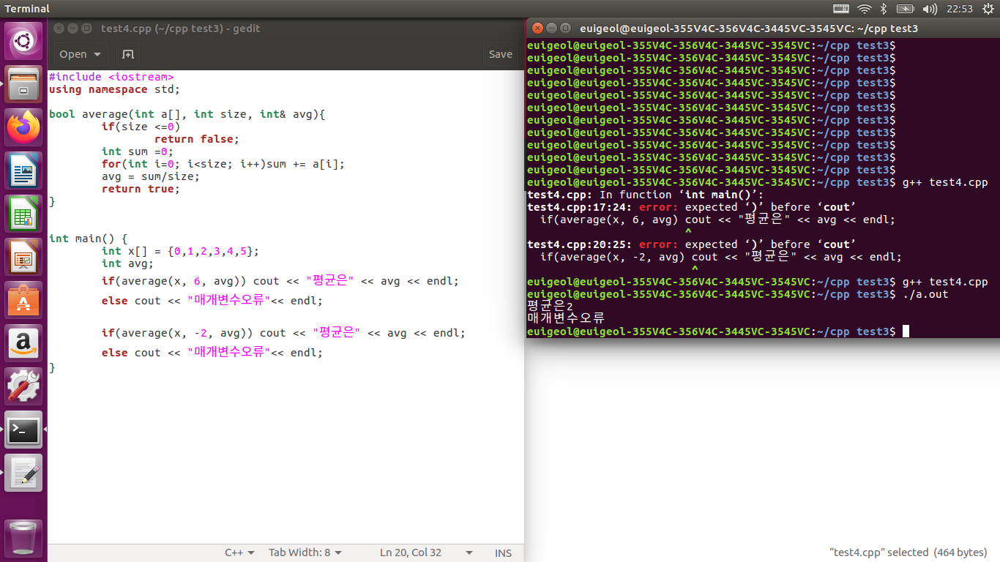 Terminal
22:53
test4.cpp (~/cpp test3) - gedit
Open
Save
#include <iostream>
using namespace std;
bool average(int a[], int size, int& avg){
if(size <=0)
return false;
int sum =0;
for(int i=0; i<size; i++)sum += a[i];
avg = sum/size;
return true;
}
int main() {
int x[] = {0,1,2,3,4,5};
int avg;
if(average(x, 6, avg)) cout << "평균은" << avg << endl;
else cout << "매개변수오류"<< endl;
if(average(x, -2, avg)) cout << "평균은" << avg << endl;
else cout << "매개변수오류"<< endl;
}
C++
Tab Width: 8
Ln 20, Col 32
INS
euigeol@euigeol-355V4C-356V4C-3445VC-3545VC: ~/cpp test3
euigeol@euigeol-355V4C-356V4C-3445VC-3545VC:~/cpp test3$
euigeol@euigeol-355V4C-356V4C-3445VC-3545VC:~/cpp test3$
euigeol@euigeol-355V4C-356V4C-3445VC-3545VC:~/cpp test3$
euigeol@euigeol-355V4C-356V4C-3445VC-3545VC:~/cpp test3$
euigeol@euigeol-355V4C-356V4C-3445VC-3545VC:~/cpp test3$
euigeol@euigeol-355V4C-356V4C-3445VC-3545VC:~/cpp test3$
euigeol@euigeol-355V4C-356V4C-3445VC-3545VC:~/cpp test3$
euigeol@euigeol-355V4C-356V4C-3445VC-3545VC:~/cpp test3$
euigeol@euigeol-355V4C-356V4C-3445VC-3545VC:~/cpp test3$
euigeol@euigeol-355V4C-356V4C-3445VC-3545VC:~/cpp test3$
euigeol@euigeol-355V4C-356V4C-3445VC-3545VC:~/cpp test3$
euigeol@euigeol-355V4C-356V4C-3445VC-3545VC:~/cpp test3$ g++ test4.cpp
test4.cpp: In function ‘int main()’:
test4.cpp:17:24: error: expected ‘)’ before ‘cout’
if(average(x, 6, avg) cout << "평균은" << avg << endl;
^
test4.cpp:20:25: error: expected ‘)’ before ‘cout’
if(average(x, -2, avg) cout << "평균은" << avg << endl;
^
euigeol@euigeol-355V4C-356V4C-3445VC-3545VC:~/cpp test3$ g++ test4.cpp
euigeol@euigeol-355V4C-356V4C-3445VC-3545VC:~/cpp test3$ ./a.out
평균은2
매개변수오류
euigeol@euigeol-355V4C-356V4C-3445VC-3545VC:~/cpp test3$
“test4.cpp” selected (464 bytes)